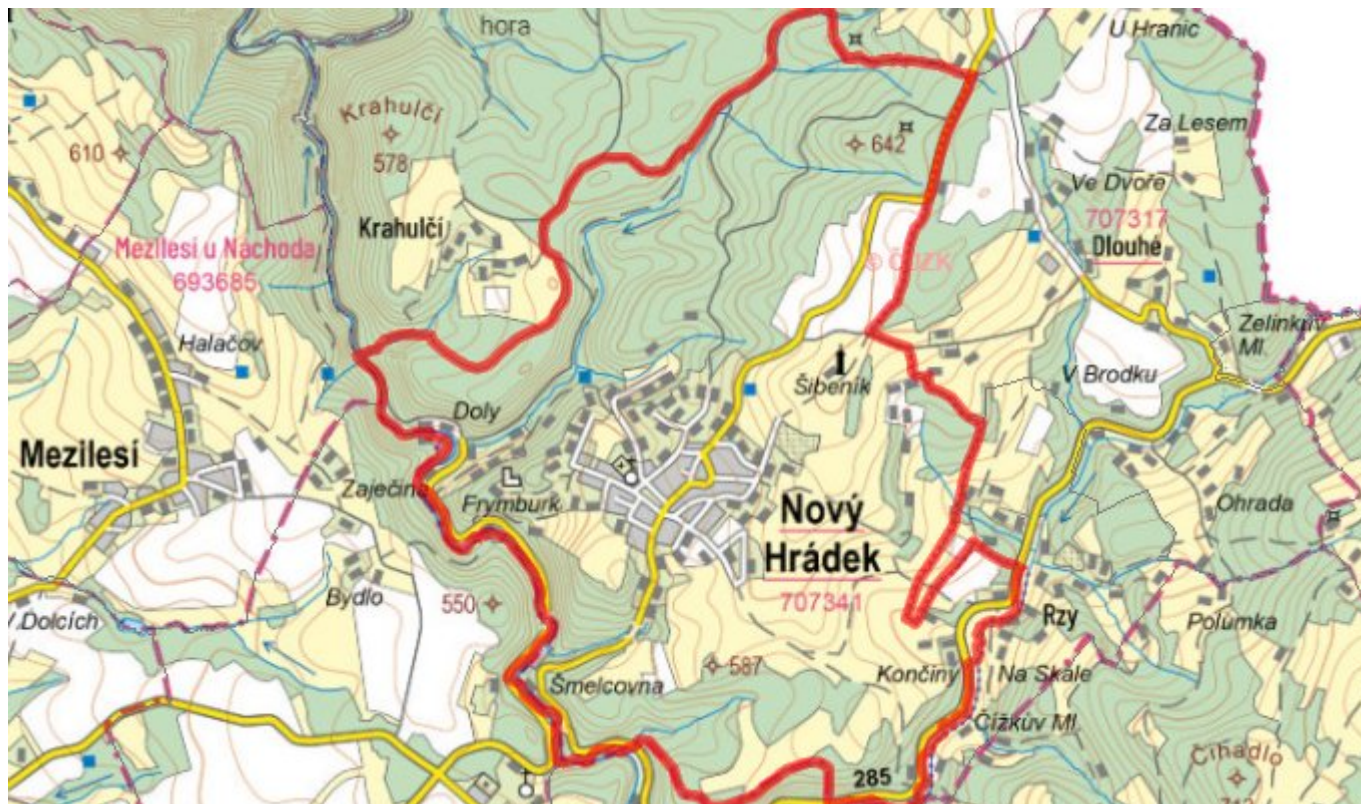 hora
U Hranic
Krahulčí
578
610
642
Za Lesem
Ve Dvoře
707317
Dlouhé
Krahulčí
Mezilesí u Náchoda
693685
© ČÚZK
Halačov
Zelinkův
Ml.
Šibeník
V Brodku
Doly
Mezilesí
Zaječina
Frymburk
Nový
Hrádek
707341
Ohrada
Bydlo
550
V Dolcích
Rzy
Polůmka
587
Končiny
Na Skále
Šmelcovna
Čížkův Ml.
285
Čihadlo